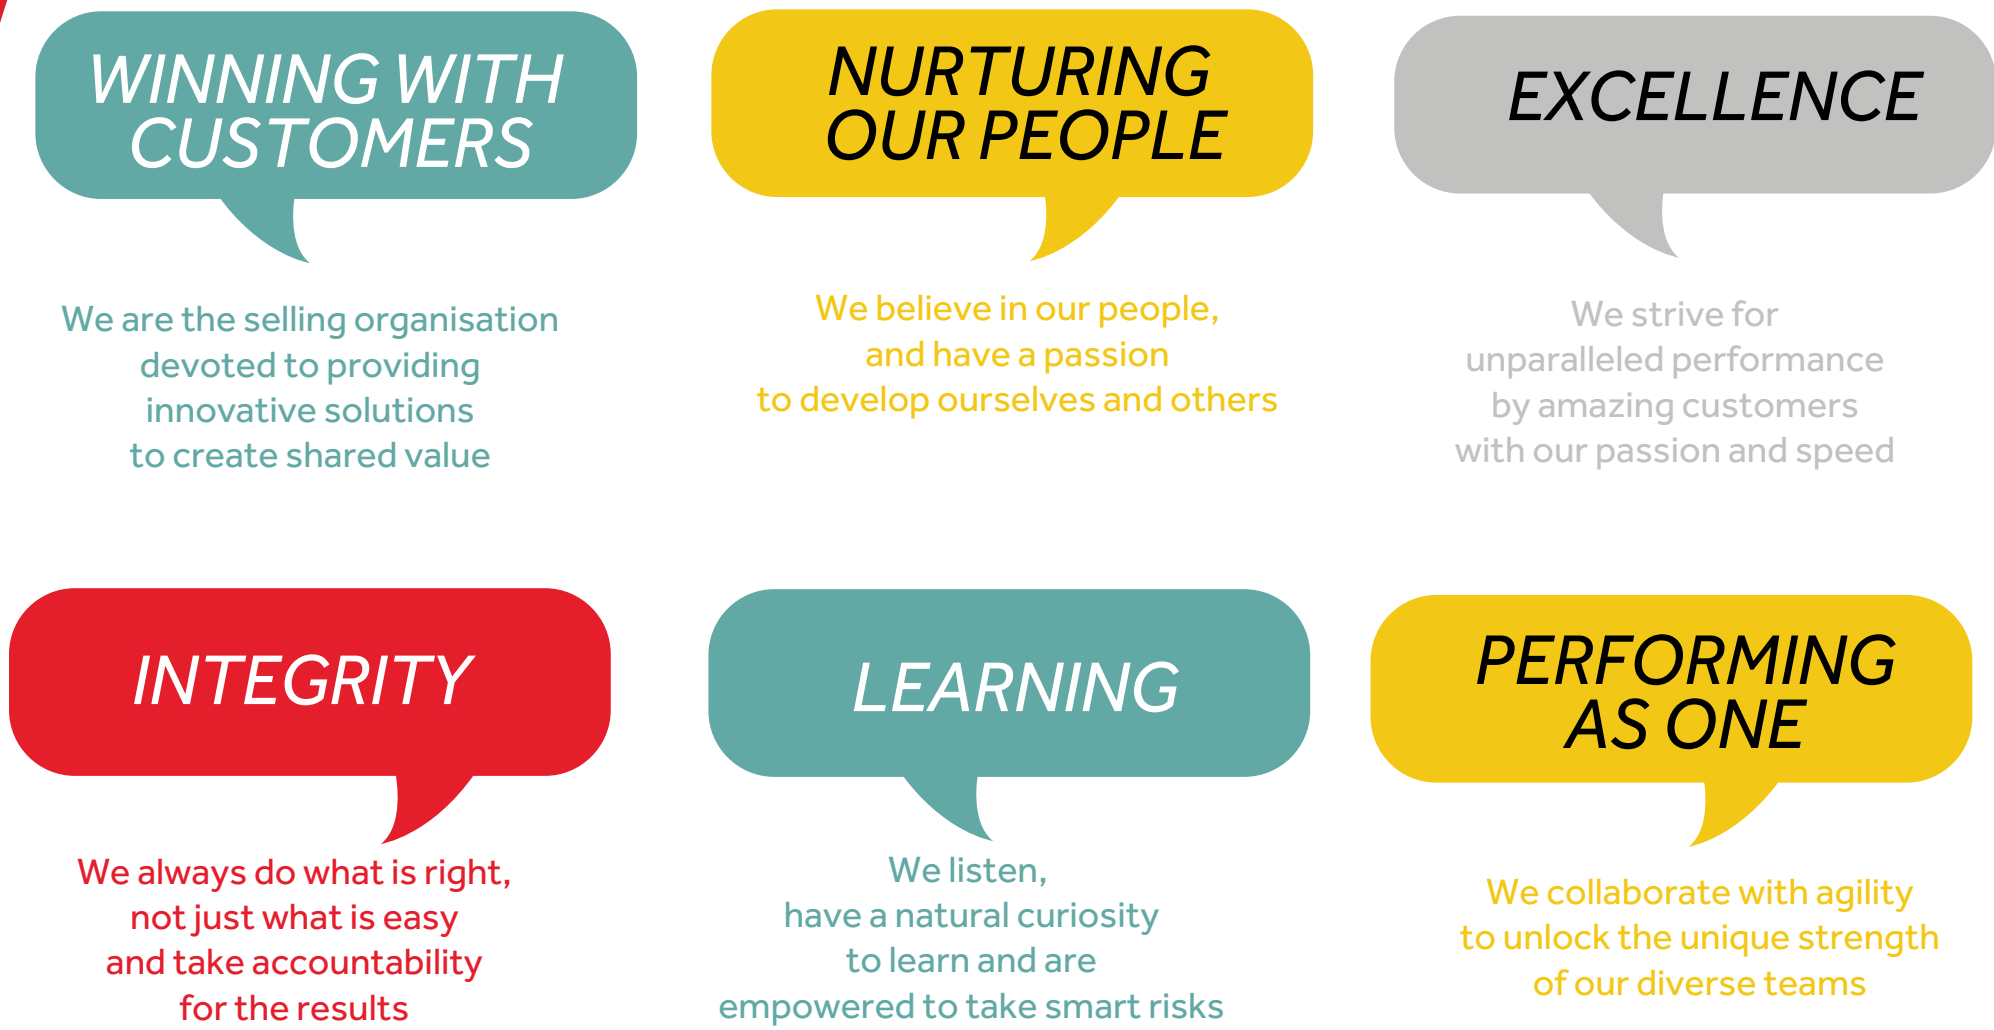 WINNING WITH
CUSTOMERS
We are the selling organisation
devoted to providing
innovative solutions
to create shared value
NURTURING
OUR PEOPLE
We believe in our people,
and have a passion
to develop ourselves and others
EXCELLENCE
We strive for
unparalleled performance
by amazing customers
with our passion and speed
INTEGRITY
We always do what is right,
not just what is easy
and take accountability
for the results
LEARNING
We listen,
have a natural curiosity
to learn and are
empowered to take smart risks
PERFORMING
AS ONE
We collaborate with agility
to unlock the unique strength
of our diverse teams